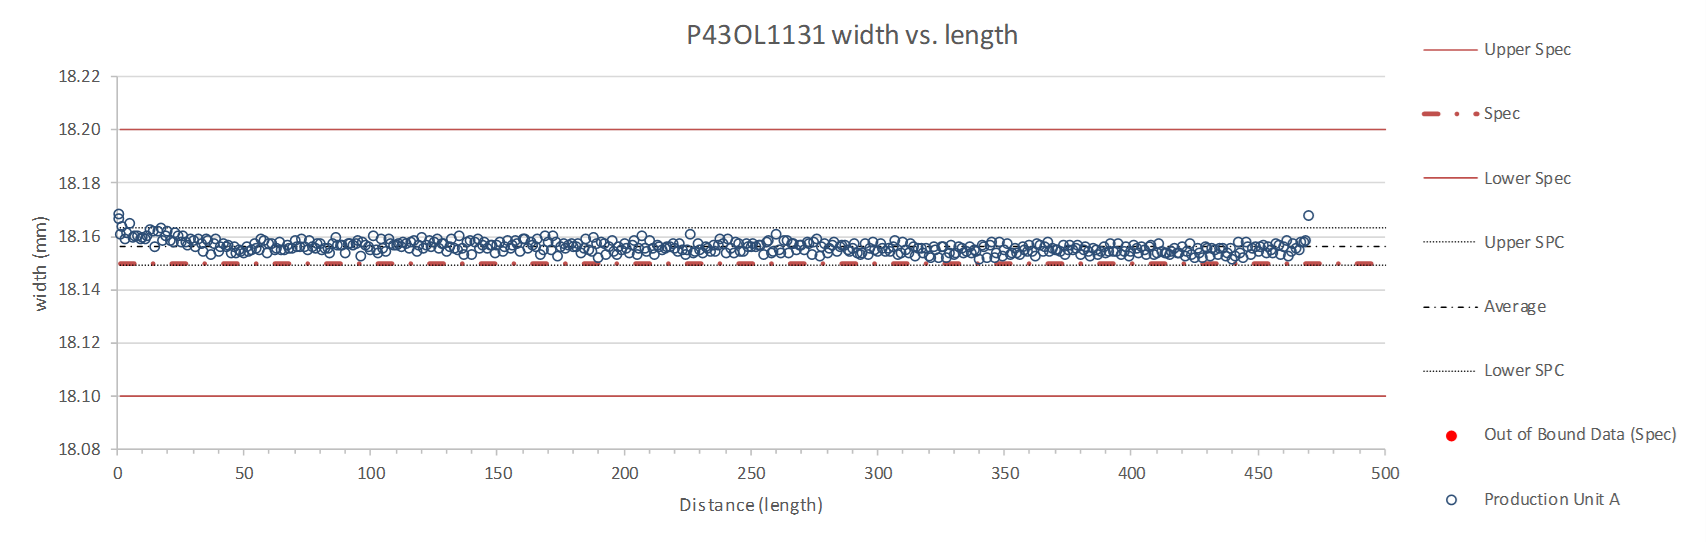 P43OL1131 width vs. length
width (mm)
18.22
18.20
18.18
18.16
18.14
18.12
18.10
18.08
0 50 100 150 200 250 300 350 400 450 500
Distance (length)
Upper Spec
Spec
Lower Spec
Upper SPC
Average
Lower SPC
Out of Bound Data (Spec)
Production Unit A